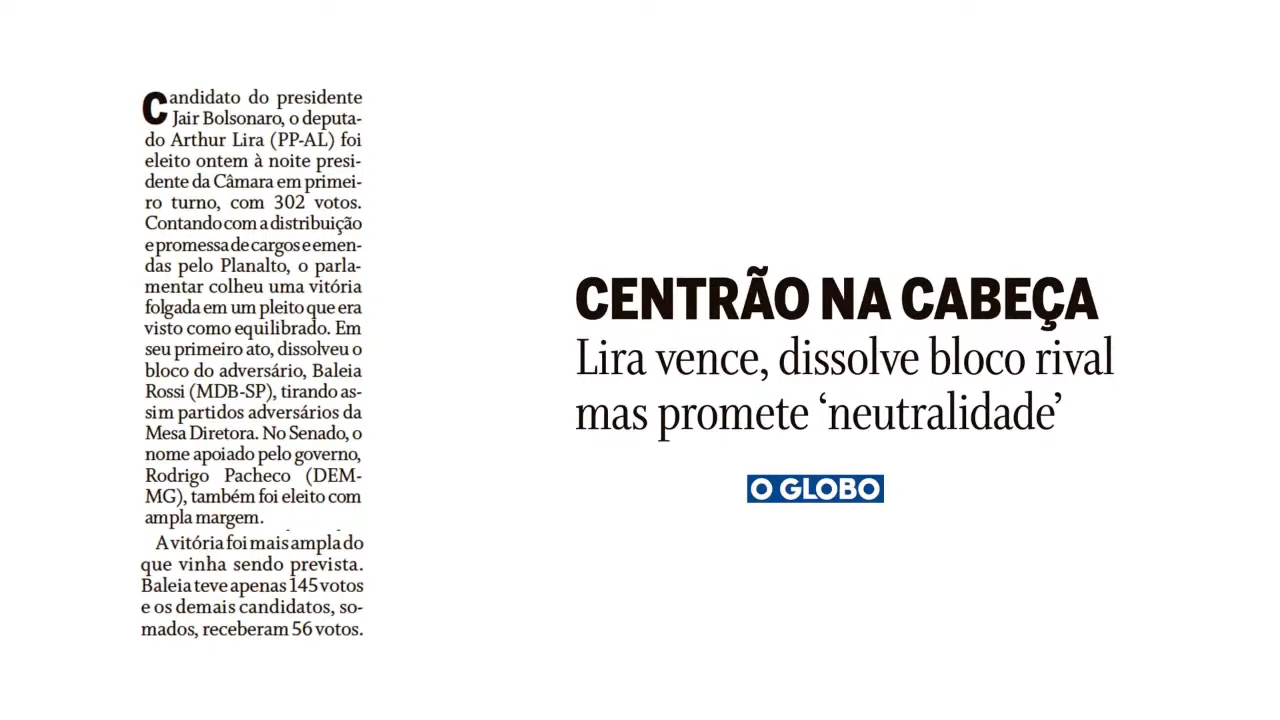 Candidato do presidente
Jair Bolsonaro, o deputa-
do Arthur Lira (PP-AL) foi
eleito ontem à noite presi-
dente da Câmara em primei-
ro turno, com 302 votos.
Contando com a distribuição
e promessa de cargos e emen-
das pelo Planalto, o parla-
mentar colheu uma vitória
folgada em um pleito que era
visto como equilibrado. Em
seu primeiro ato, dissolveu o
bloco do adversário, Baleia
Rossi (MDB-SP), tirando as-
sim partidos adversários da
Mesa Diretora. No Senado, o
nome apoiado pelo governo,
Rodrigo Pacheco (DEM-
MG), também foi eleito com
ampla margem.
A vitória foi mais ampla do
que vinha sendo prevista.
Baleia teve apenas 145 votos
e os demais candidatos, so-
mados, receberam 56 votos.
CENTRÃO NA CABEÇA
Lira vence, dissolve bloco rival
mas promete ‘neutralidade’
O GLOBO